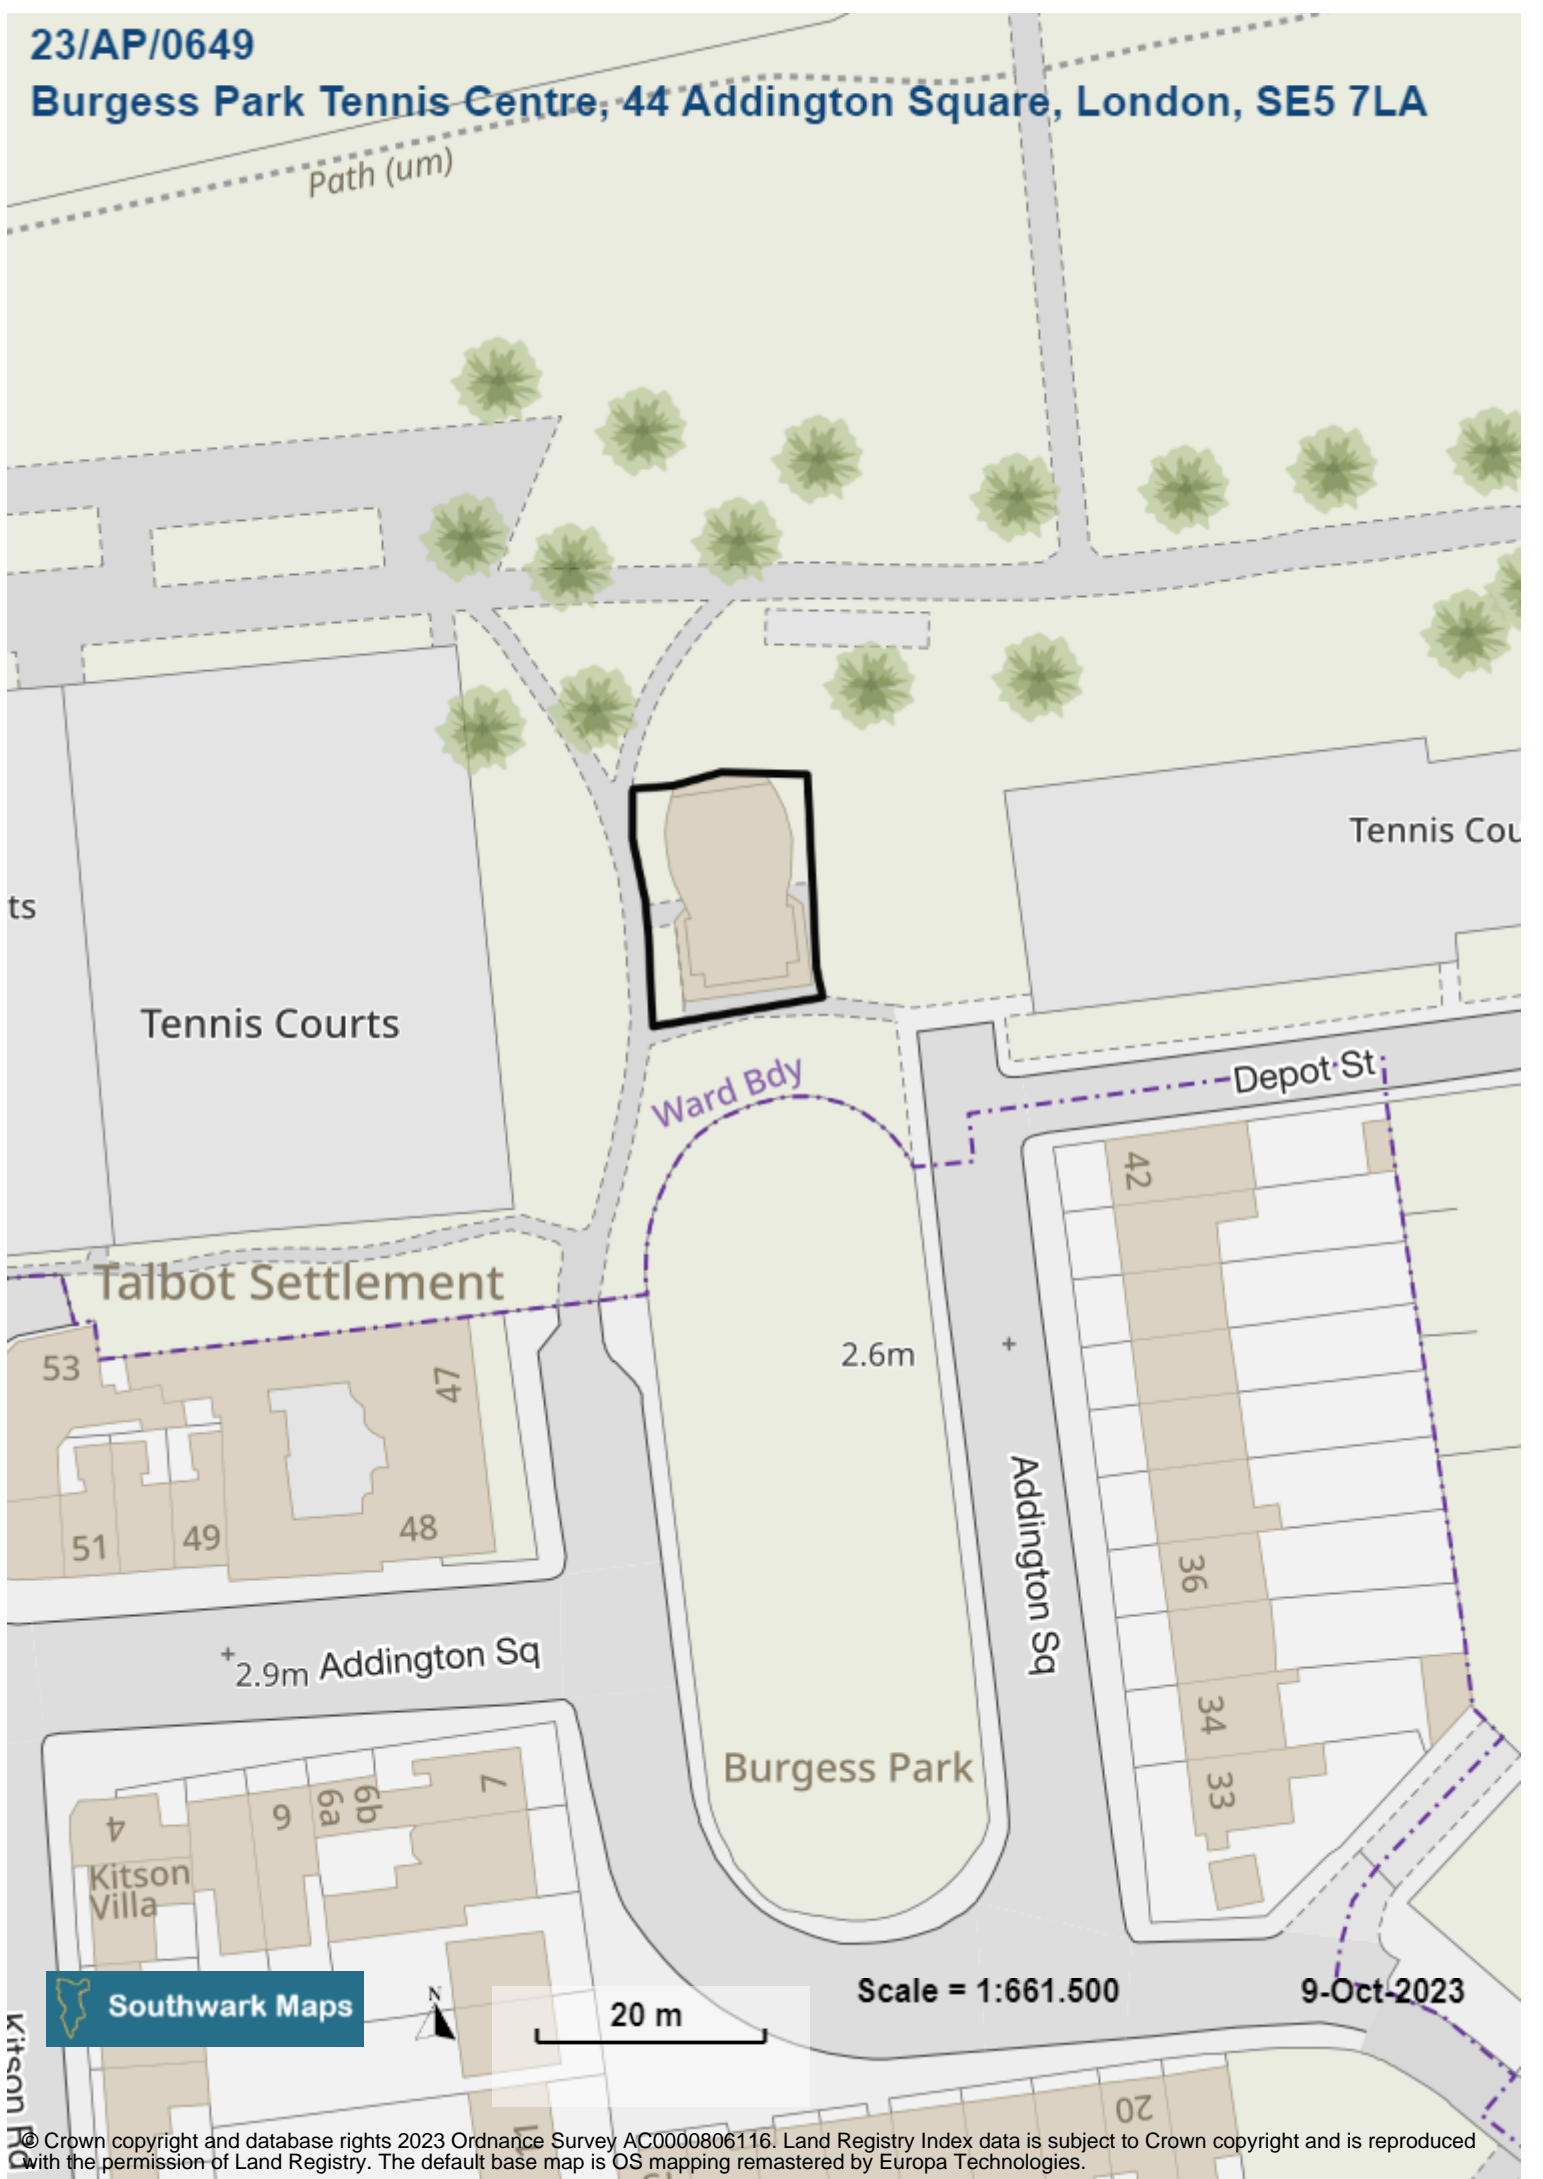 23/AP/0649
Burgess Park Tennis Centre, 44 Addington Square, London, SE5 7LA
Path (um)
Tennis Cou
ts
Tennis Courts
Ward Bdy
Depot St
42
Talbot Settlement
53
47
2.6m
51
49
48
Addington Sq
36
2.9m
Addington Sq
34
33
Burgess Park
4
6
6a
6b
7
Kitson
Villa
Southwark Maps
N
20 m
Scale = 1:661.500
9-Oct-2023
Kitson Rd
11
20
© Crown copyright and database rights 2023 Ordnance Survey AC0000806116. Land Registry Index data is subject to Crown copyright and is reproduced
with the permission of Land Registry. The default base map is OS mapping remastered by Europa Technologies.